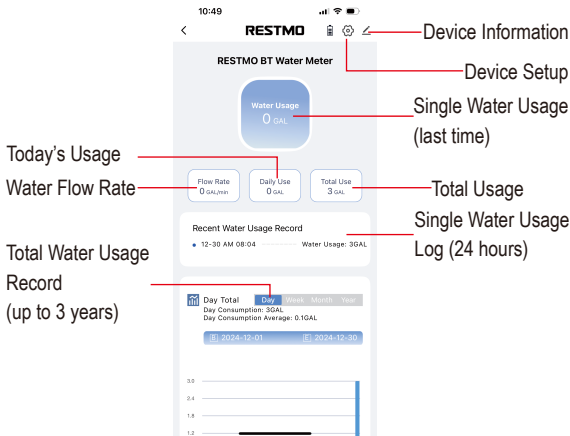 10:49
RESTMO
Device Information
RESTMO BT Water Meter
Device Setup
Water Usage
0 GAL
Single Water Usage
(last time)
Today's Usage
Water Flow Rate
Flow Rate
0 GAL/min
Daily Use
0 GAL
Total Use
3 GAL
Total Usage
Recent Water Usage Record
12-30 AM 08:04
Water Usage: 3GAL
Single Water Usage
Log (24 hours)
Total Water Usage
Record
(up to 3 years)
Day Total
Day Week Month Year
Day Consumption: 3GAL
Day Consumption Average: 0.1GAL
2024-12-01
2024-12-30
3.0
2.4
1.8
1.2